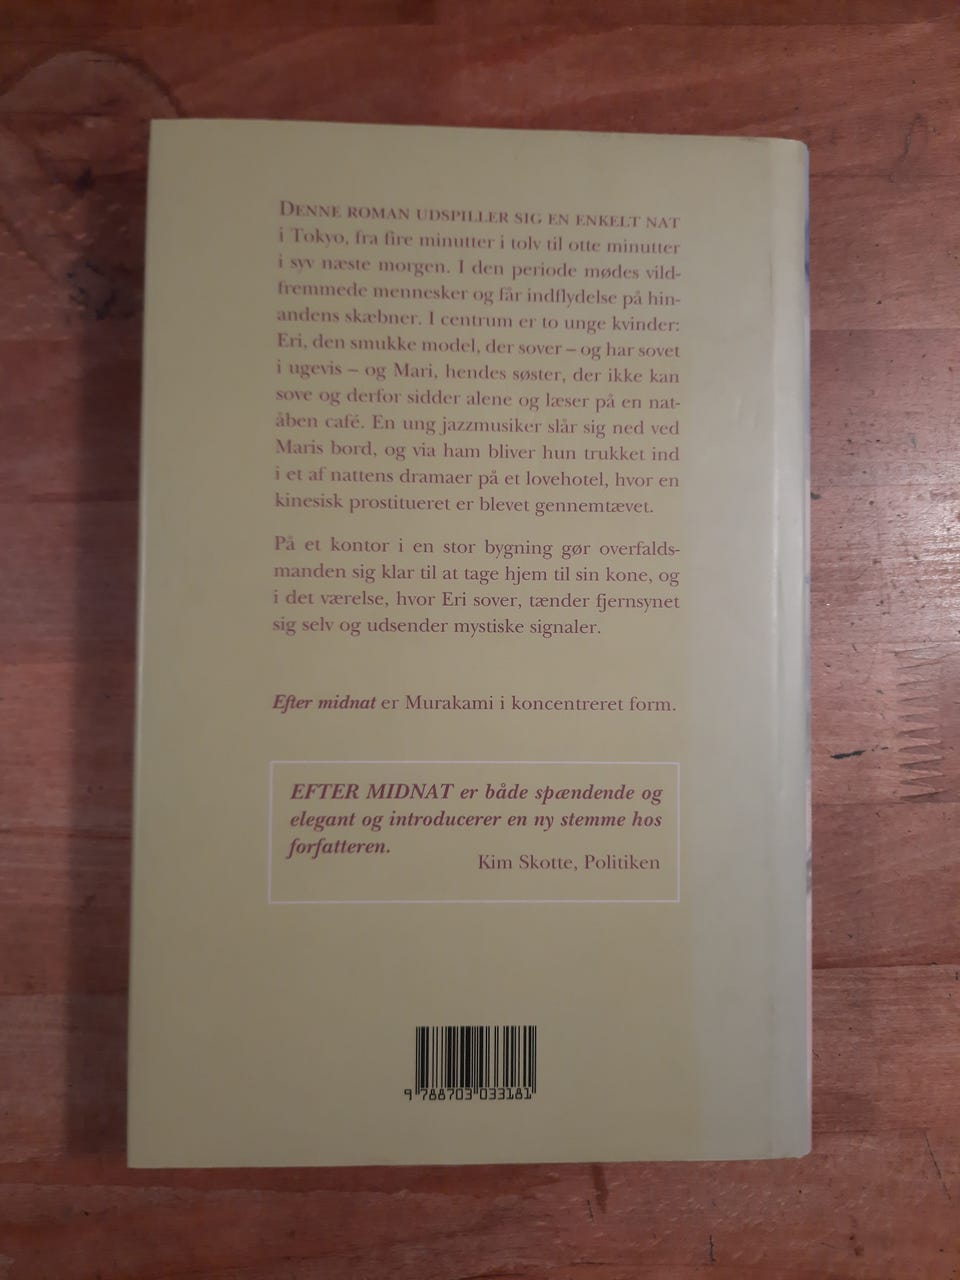 DENNE ROMAN UDSPILLER SIG EN ENKELT NAT
i Tokyo, fra fire minutter i tolv til otte minutter
i syv næste morgen. I den periode mødes vild-
fremmede mennesker og får indflydelse på hin-
andens skæbner. I centrum er to unge kvinder:
Eri, den smukke model, der sover – og har sovet
i ugevis – og Mari, hendes søster, der ikke kan
sove og derfor sidder alene og læser på en nat-
åben café. En ung jazzmusiker slår sig ned ved
Maris bord, og via ham bliver hun trukket ind
i et af nattens dramaer på et lovehotel, hvor en
kinesisk prostitueret er blevet gennemtævet.
På et kontor i en stor bygning gør overfalds-
manden sig klar til at tage hjem til sin kone, og
i det værelse, hvor Eri sover, tænder fjernsynet
sig selv og udsender mystiske signaler.
Efter midnat er Murakami i koncentreret form.
EFTER MIDNAT er både spændende og
elegant og introducerer en ny stemme hos
forfatteren.
Kim Skotte, Politiken
9 788703 033181